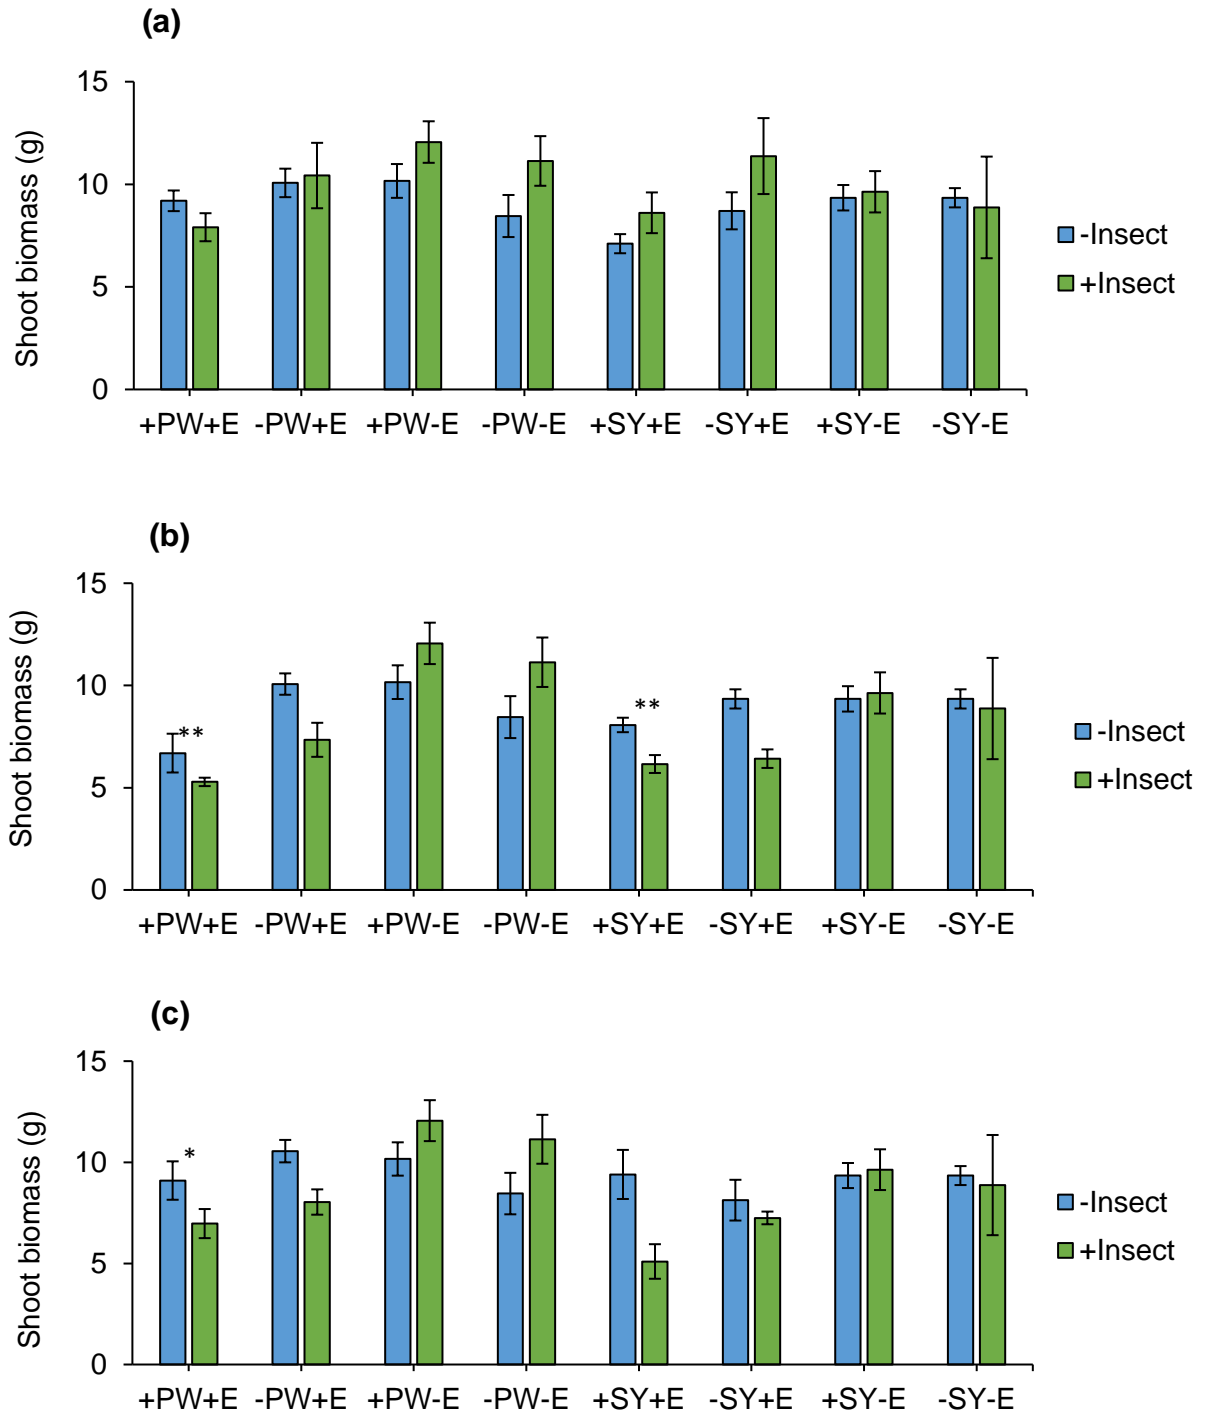 (a)
15
10
5
0
Shoot biomass (g)
+PW+E -PW+E +PW-E -PW-E +SY+E -SY+E +SY-E -SY-E
-Insect
+Insect
(b)
15
10
5
0
Shoot biomass (g)
** **
+PW+E -PW+E +PW-E -PW-E +SY+E -SY+E +SY-E -SY-E
-Insect
+Insect
(c)
15
10
5
0
Shoot biomass (g)
*
+PW+E -PW+E +PW-E -PW-E +SY+E -SY+E +SY-E -SY-E
-Insect
+Insect